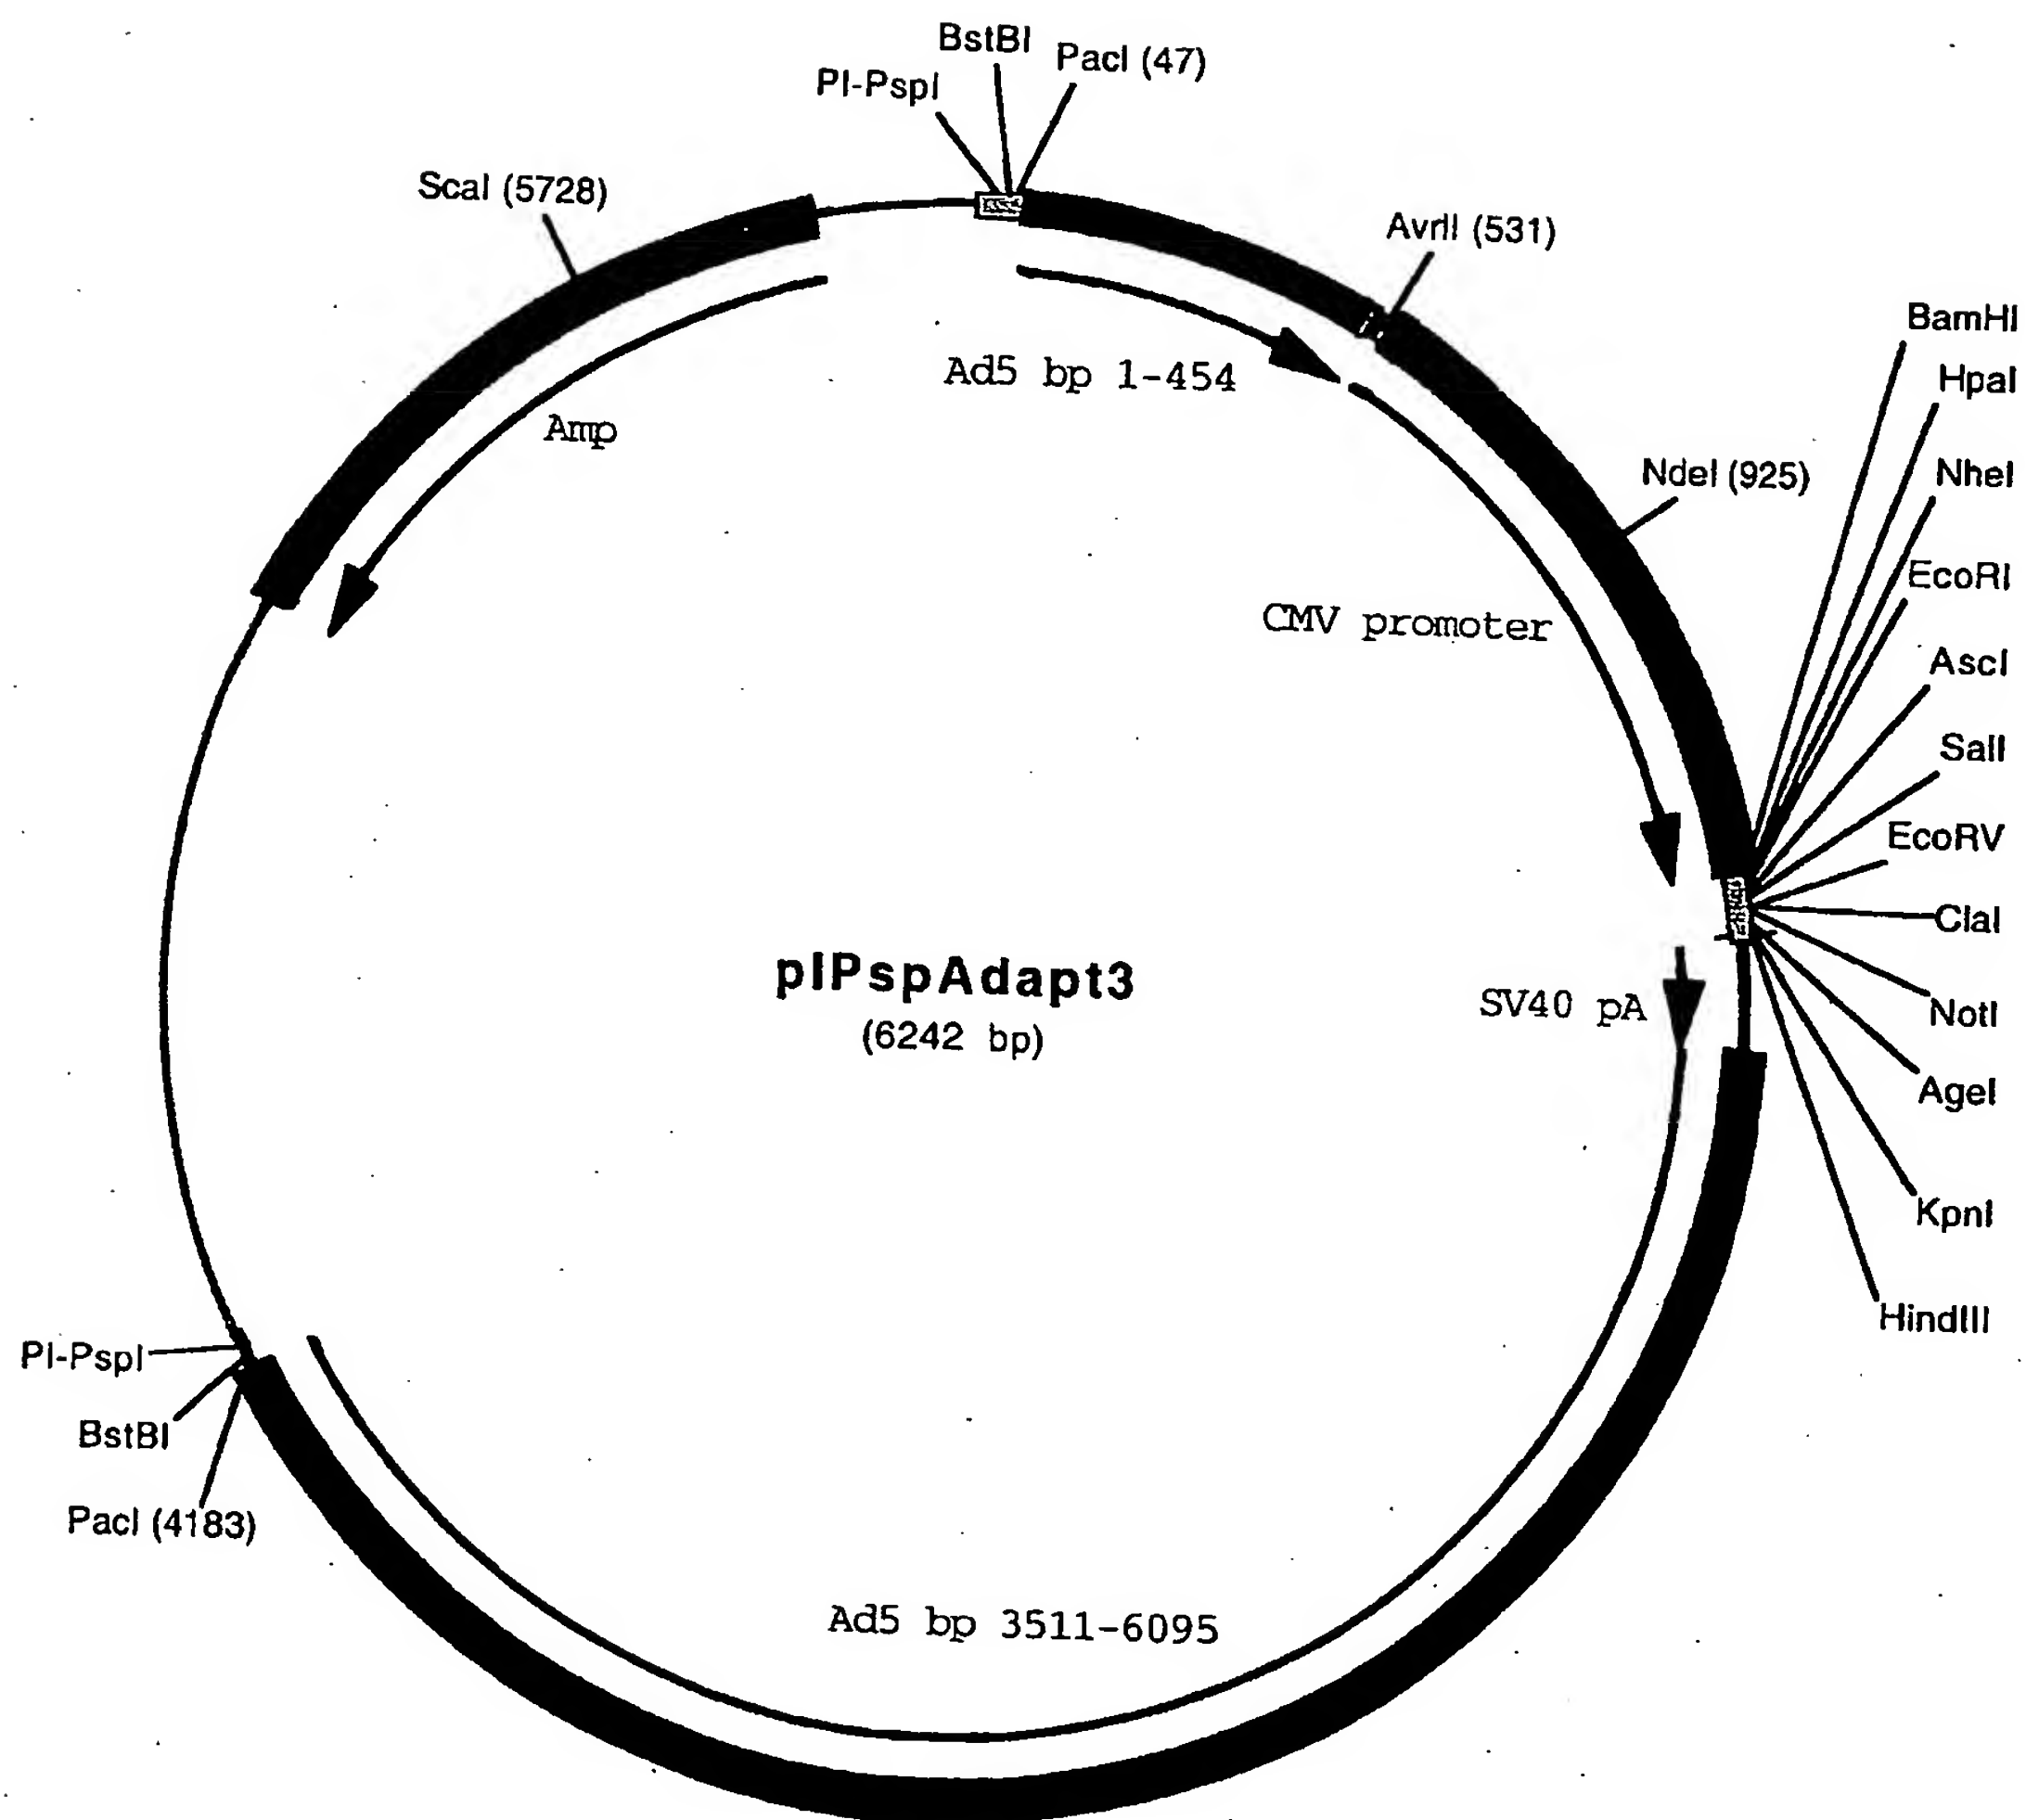 BstBI
PacI (47)
PI-PspI
ScaI (5728)
AvrII (531)
BamHI
HpaI
Ad5 bp 1-454
Amp
NdeI (925)
NheI
EcoRI
CMV promoter
AscI
SalI
EcoRV
ClaI
pIPspAdapt3
(6242 bp)
SV40 pA
NotI
AgeI
KpnI
HindIII
PI-PspI
BstBI
PacI (4183)
Ad5 bp 3511-6095